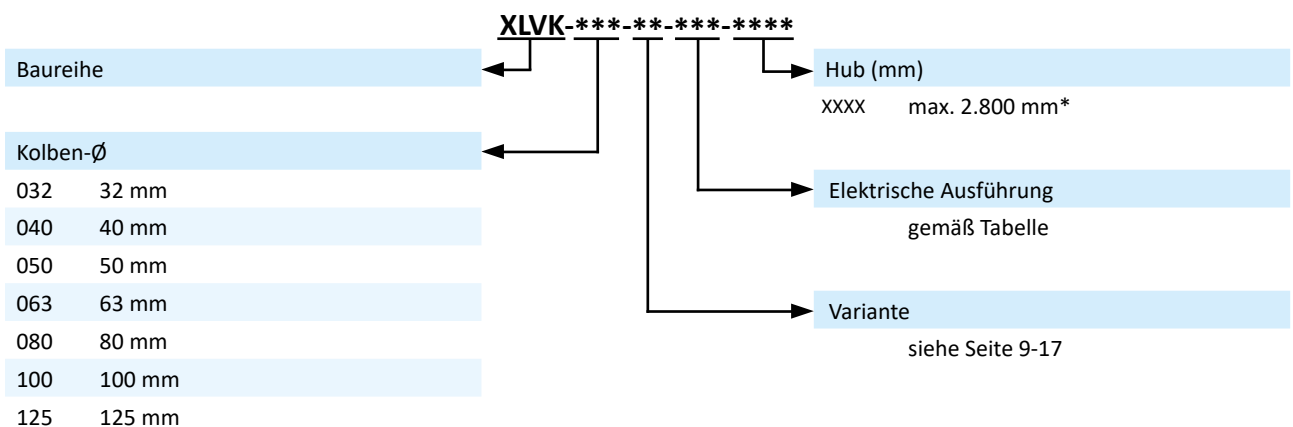 XLVK-***-**-***-****
Baureihe
Kolben-Ø
032 32 mm
040 40 mm
050 50 mm
063 63 mm
080 80 mm
100 100 mm
125 125 mm
Hub (mm)
XXXX max. 2.800 mm*
Elektrische Ausführung
gemäß Tabelle
Variante
siehe Seite 9-17